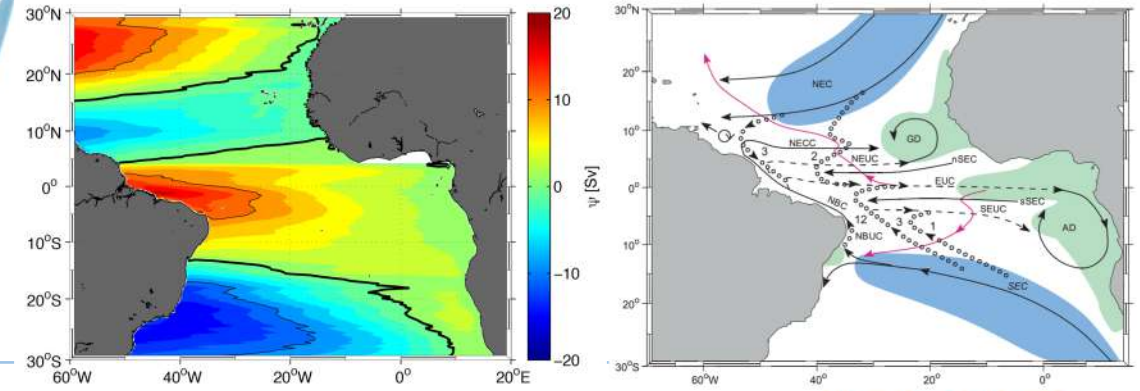 30°N
20°N
10°N
0°
10°S
20°S
30°S
60°W
40°W
20°W
0°
20°E
20
10
0
−10
−20
ψ [Sv]
30°N
20°N
10°N
0°
10°S
20°S
30°S
60°W
40°W
20°W
0°
NEC
GD
NECC
NEUC
nSEC
3
2
EUC
NBC
sSEC
SEUC
12
3
1
AD
NBUC
SEC